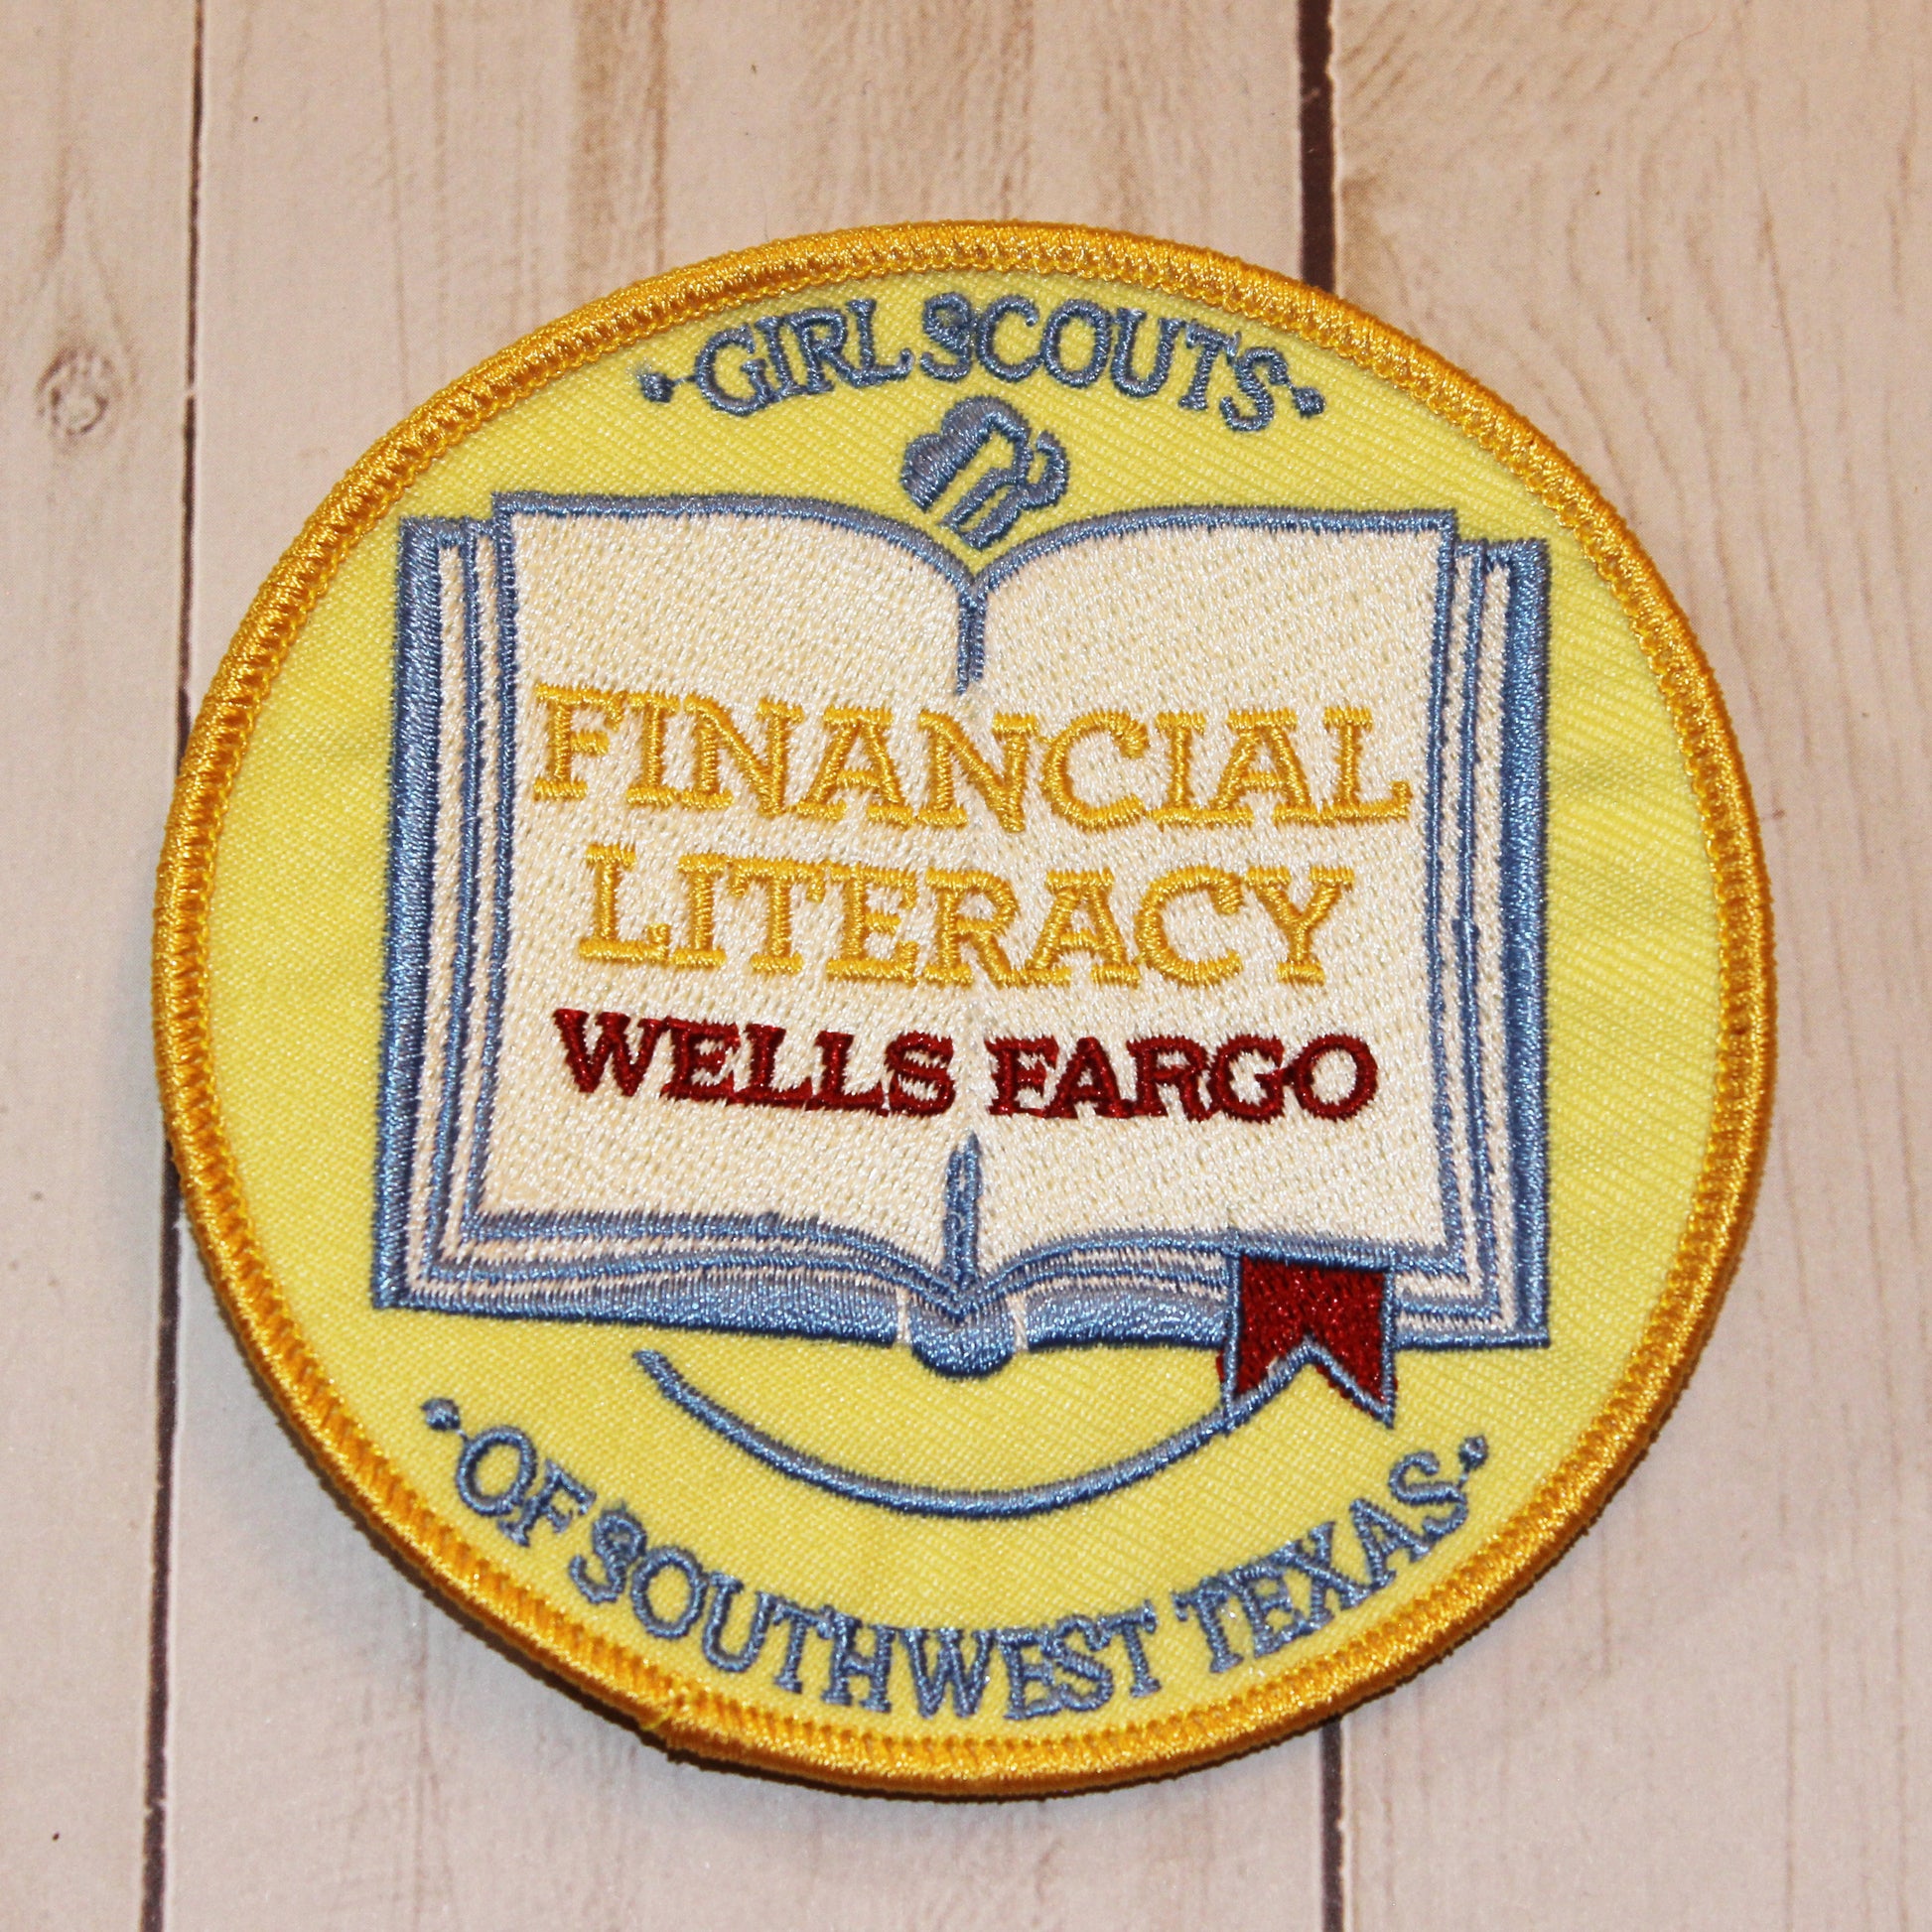 GIRL SCOUTS
FINANCIAL
LITERACY
WELLS FARGO
OF SOUTHWEST TEXAS